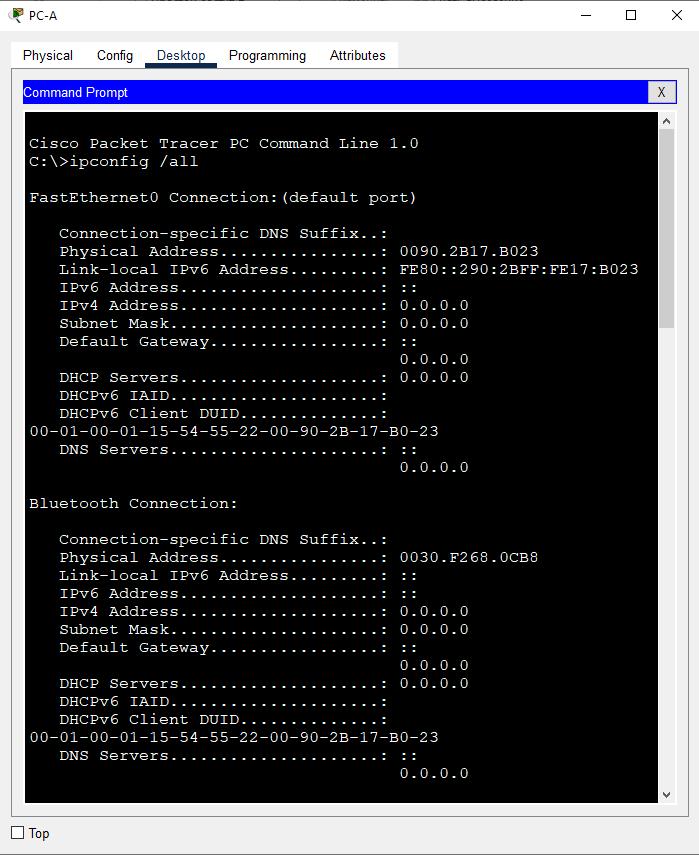 PC-A
Physical Config Desktop Programming Attributes
Command Prompt
X
Cisco Packet Tracer PC Command Line 1.0
C:\>ipconfig /all
FastEthernet0 Connection:(default port)
Connection-specific DNS Suffix..:
Physical Address................: 0090.2B17.B023
Link-local IPv6 Address.........: FE80::290:2BFF:FE17:B023
IPv6 Address....................: ::
IPv4 Address....................: 0.0.0.0
Subnet Mask.....................: 0.0.0.0
Default Gateway.................: ::
0.0.0.0
DHCP Servers....................: 0.0.0.0
DHCPv6 IAID.....................:
DHCPv6 Client DUID..............:
00-01-00-01-15-54-55-22-00-90-2B-17-B0-23
DNS Servers.....................: ::
0.0.0.0
Bluetooth Connection:
Connection-specific DNS Suffix..:
Physical Address................: 0030.F268.0CB8
Link-local IPv6 Address.........: ::
IPv6 Address....................: ::
IPv4 Address....................: 0.0.0.0
Subnet Mask.....................: 0.0.0.0
Default Gateway.................: ::
0.0.0.0
DHCP Servers....................: 0.0.0.0
DHCPv6 IAID.....................:
DHCPv6 Client DUID..............:
00-01-00-01-15-54-55-22-00-90-2B-17-B0-23
DNS Servers.....................: ::
0.0.0.0
Top